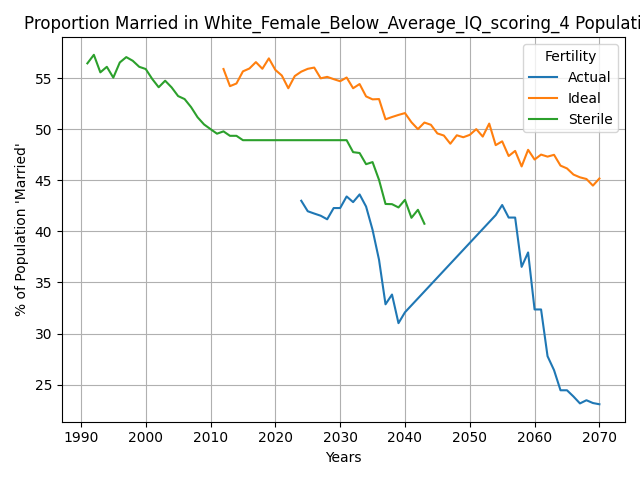 Proportion Married in White_Female_Below_Average_IQ_scoring_4 Populati
Fertility
Actual
Ideal
Sterile
% of Population 'Married'
55
50
45
40
35
30
25
1990 2000 2010 2020 2030 2040 2050 2060 2070
Years